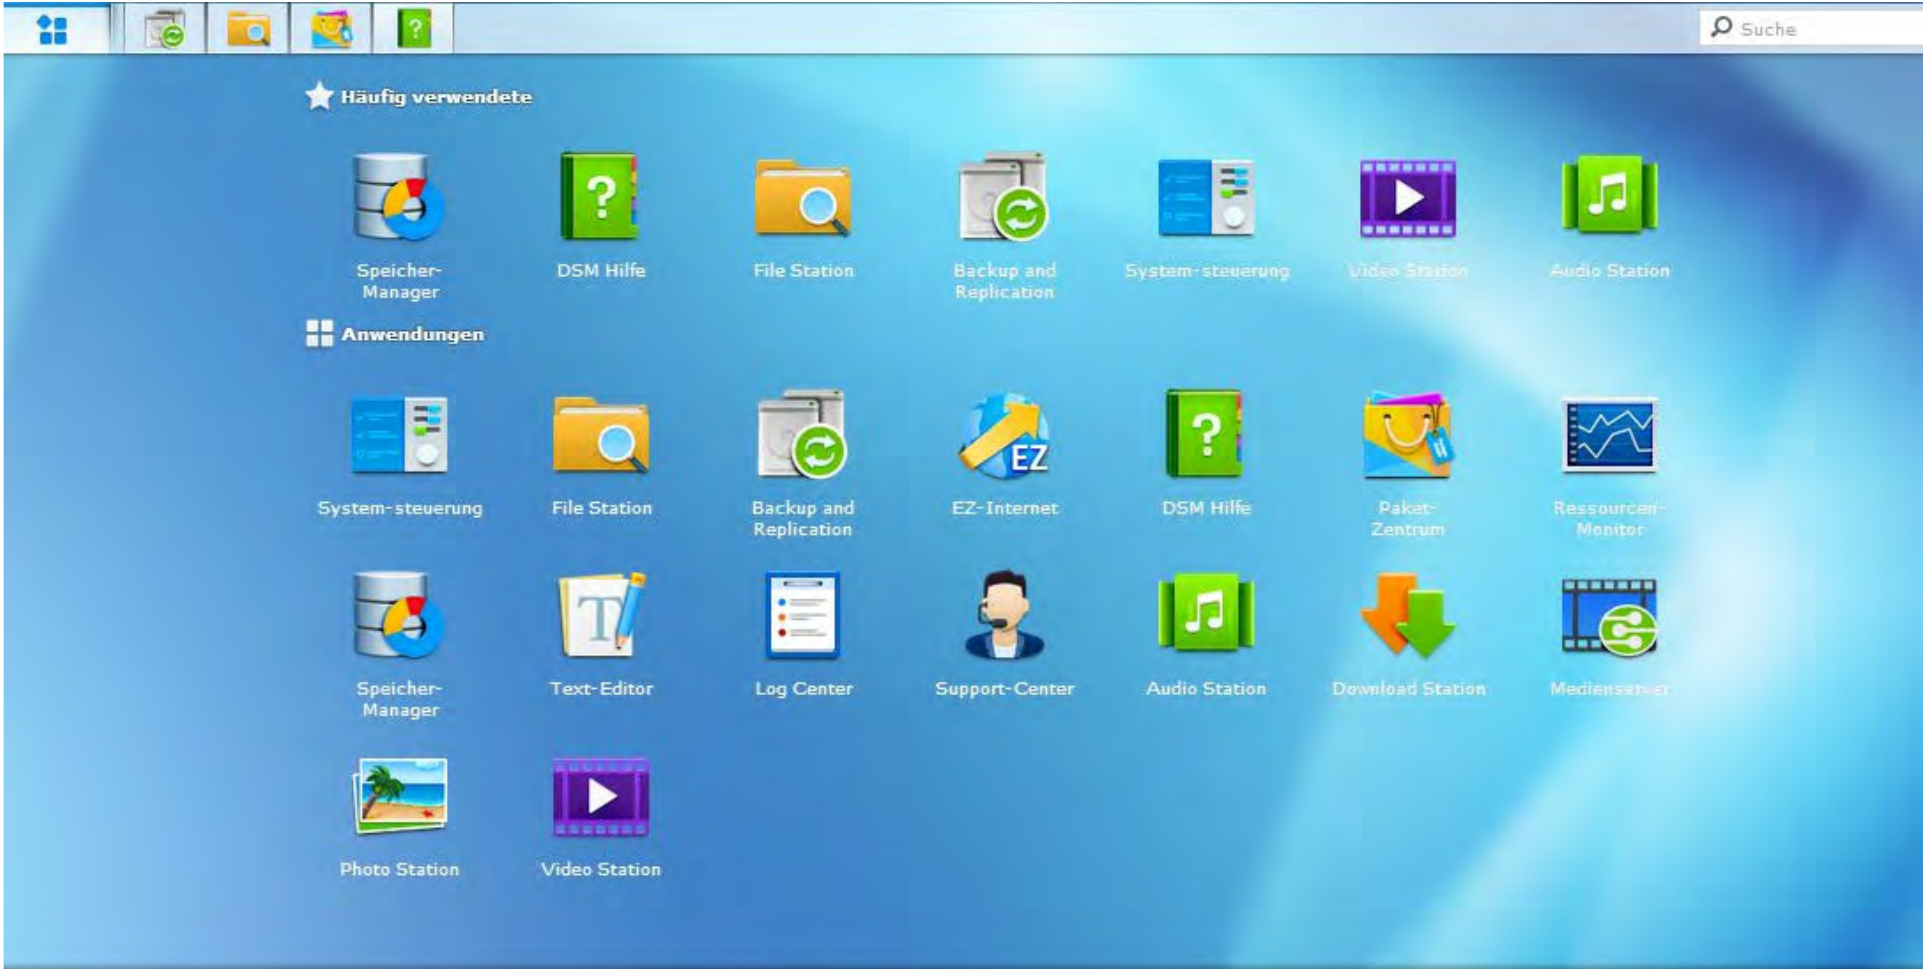 Suche
Häufig verwendete
Speicher-
Manager
DSM Hilfe
File Station
Backup and
Replication
System-steuerung
Video Station
Audio Station
Anwendungen
System-steuerung
File Station
Backup and
Replication
EZ
EZ-Internet
DSM Hilfe
Paket-
Zentrum
Ressourcen-
Monitor
Speicher-
Manager
T
Text-Editor
Log Center
Support-Center
Audio Station
Download Station
Medienserver
Photo Station
Video Station